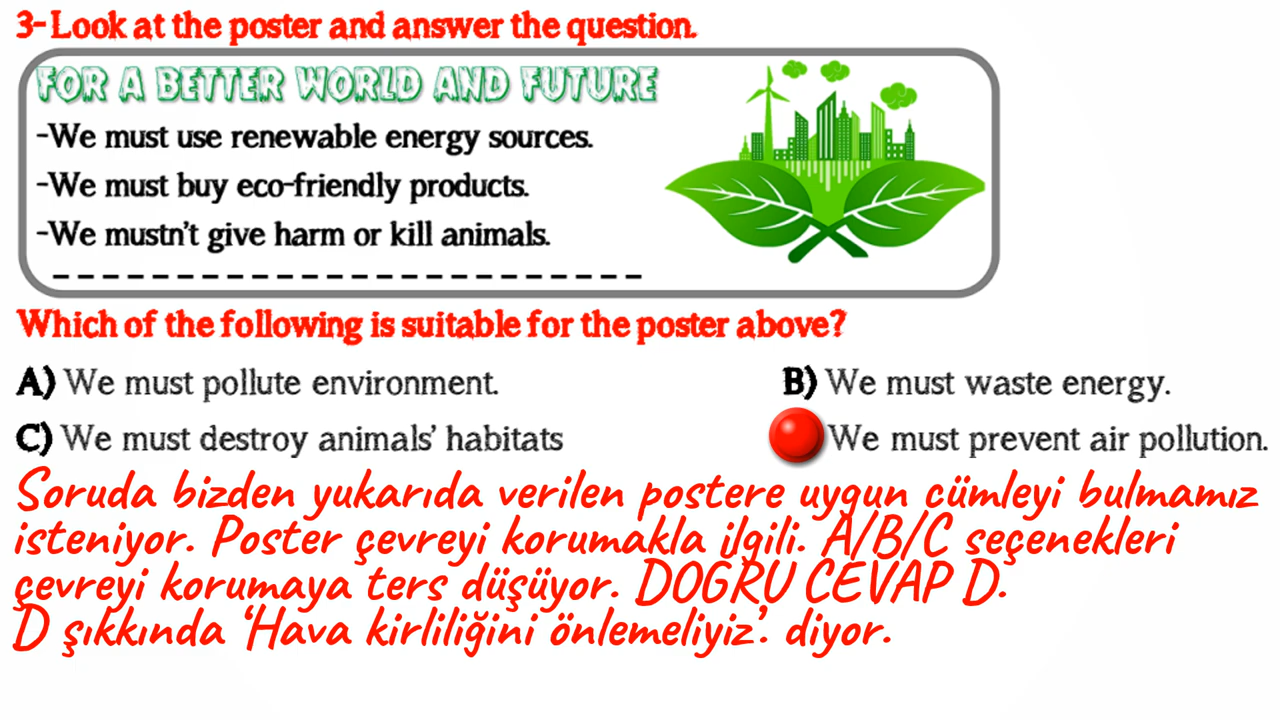 3- Look at the poster and answer the question.
FOR A BETTER WORLD AND FUTURE
-We must use renewable energy sources.
-We must buy eco-friendly products.
-We mustn't give harm or kill animals.
Which of the following is suitable for the poster above?
A) We must pollute environment. B) We must waste energy.
C) We must destroy animals' habitats We must prevent air pollution.
Soruda bizden yukarıda verilen postere uygun cümleyi bulmamız
isteniyor. Poster çevreyi korumakla ilgili. A/B/C seçenekleri
çevreyi korumaya ters düşüyor. DOĞRU CEVAP D.
D şıkkında 'Hava kirliliğini önlemeliyiz'. diyor.